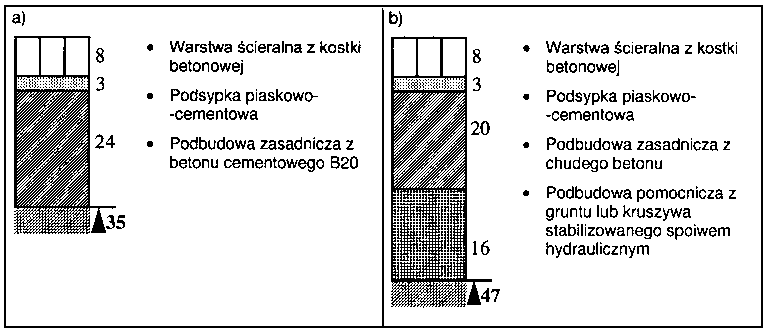 a)
8
3
24
35
• Warstwa ścieralna z kostki
betonowej
• Podsypka piaskowo-
-cementowa
• Podbudowa zasadnicza z
betonu cementowego B20
b)
8
3
20
16
47
• Warstwa ścieralna z kostki
betonowej
• Podsypka piaskowo-
-cementowa
• Podbudowa zasadnicza z
chudego betonu
• Podbudowa pomocnicza z
gruntu lub kruszywa
stabilizowanego spoiwem
hydraulicznym